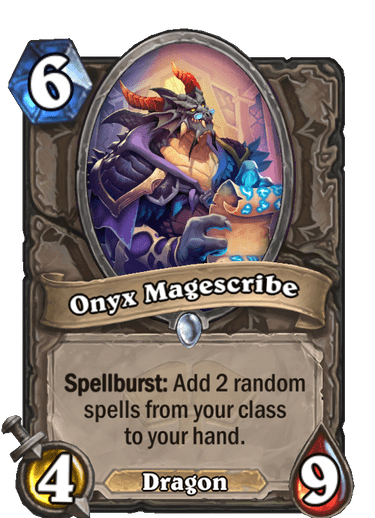 6
Onyx Magescribe
Spellburst: Add 2 random
spells from your class
to your hand.
4
Dragon
9